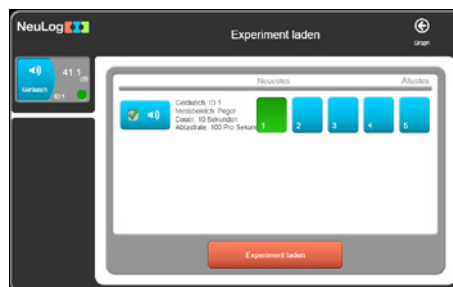 NeuLog
Experiment laden
Graph
41.1
dB
Geräusch
ID 1
Neuestes
Ältestes
Geräusch, ID 1
Messbereich: Pegel
Dauer: 10 Sekunden
Abtastrate: 100 Pro Sekun
1
2
3
4
5
Experiment laden